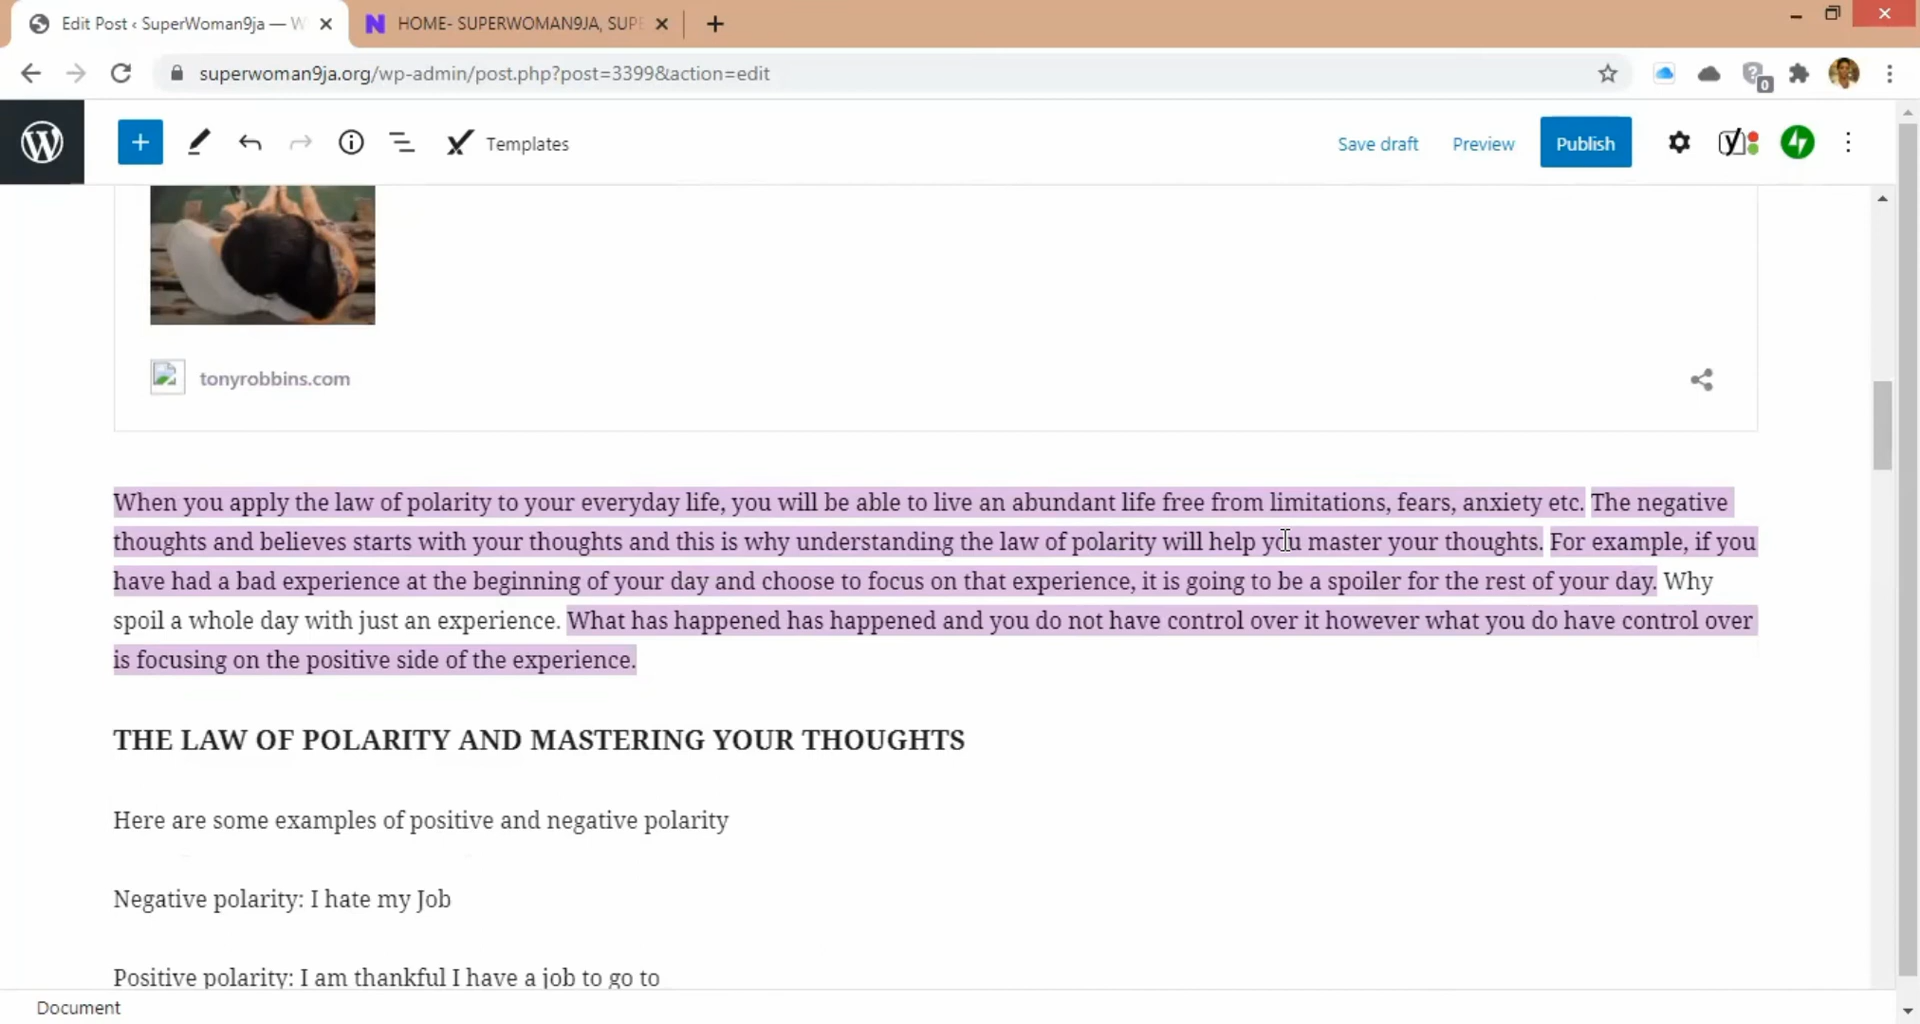 Edit Post ‹ SuperWoman9ja — W
HOME- SUPERWOMAN9JA, SUPE
superwoman9ja.org/wp-admin/post.php?post=3399&action=edit
0
Templates
Save draft
Preview
Publish
tonyrobbins.com
When you apply the law of polarity to your everyday life, you will be able to live an abundant life free from limitations, fears, anxiety etc. The negative
thoughts and believes starts with your thoughts and this is why understanding the law of polarity will help you master your thoughts. For example, if you
have had a bad experience at the beginning of your day and choose to focus on that experience, it is going to be a spoiler for the rest of your day. Why
spoil a whole day with just an experience. What has happened has happened and you do not have control over it however what you do have control over
is focusing on the positive side of the experience.
THE LAW OF POLARITY AND MASTERING YOUR THOUGHTS
Here are some examples of positive and negative polarity
Negative polarity: I hate my Job
Positive polarity: I am thankful I have a job to go to
Document